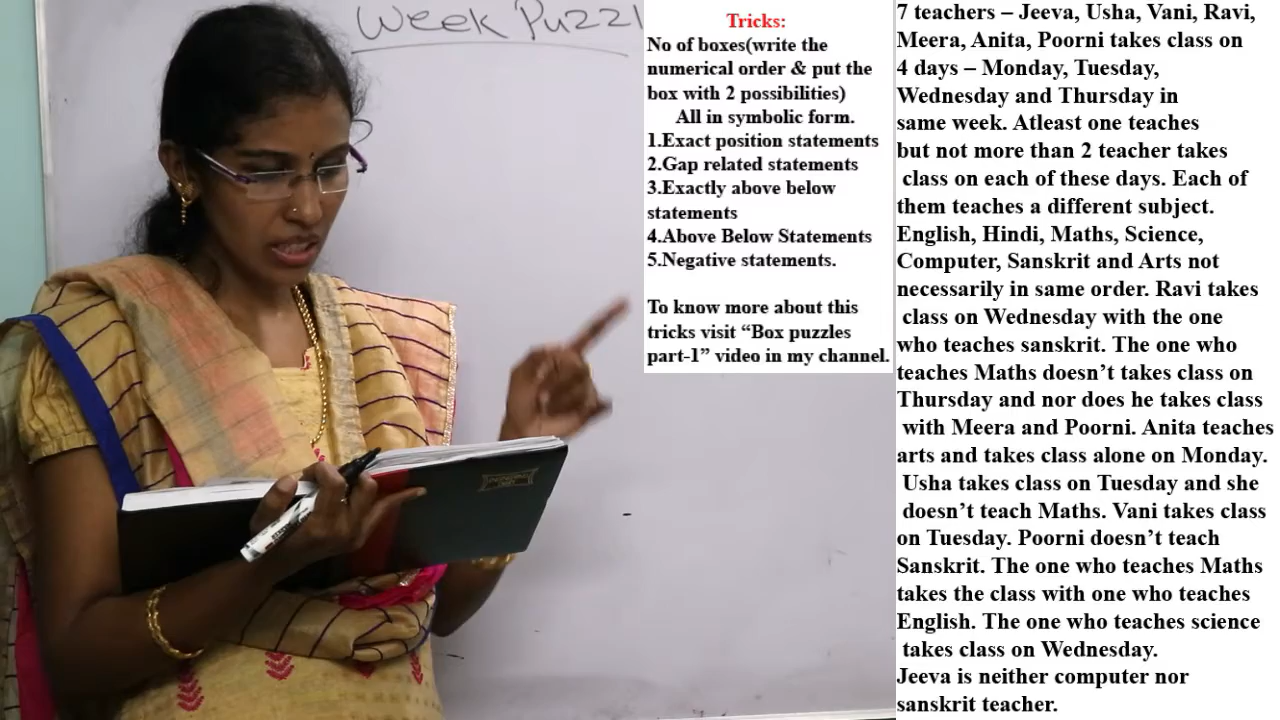 Week Puzzl
Tricks:
No of boxes(write the
numerical order & put the
box with 2 possibilities)
All in symbolic form.
1.Exact position statements
2.Gap related statements
3.Exactly above below
statements
4.Above Below Statements
5.Negative statements.
To know more about this
tricks visit “Box puzzles
part-1” video in my channel.
7 teachers – Jeeva, Usha, Vani, Ravi,
Meera, Anita, Poorni takes class on
4 days – Monday, Tuesday,
Wednesday and Thursday in
same week. Atleast one teaches
but not more than 2 teacher takes
class on each of these days. Each of
them teaches a different subject.
English, Hindi, Maths, Science,
Computer, Sanskrit and Arts not
necessarily in same order. Ravi takes
class on Wednesday with the one
who teaches sanskrit. The one who
teaches Maths doesn’t takes class on
Thursday and nor does he takes class
with Meera and Poorni. Anita teaches
arts and takes class alone on Monday.
Usha takes class on Tuesday and she
doesn’t teach Maths. Vani takes class
on Tuesday. Poorni doesn’t teach
Sanskrit. The one who teaches Maths
takes the class with one who teaches
English. The one who teaches science
takes class on Wednesday.
Jeeva is neither computer nor
sanskrit teacher.